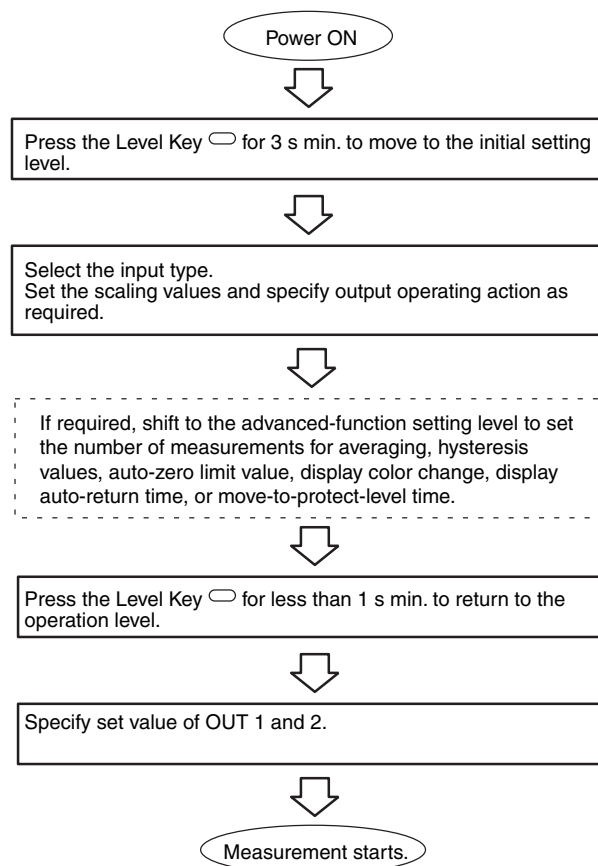 Power ON
Press the Level Key for 3 s min. to move to the initial setting
level.
Select the input type.
Set the scaling values and specify output operating action as
required.
If required, shift to the advanced-function setting level to set
the number of measurements for averaging, hysteresis
values, auto-zero limit value, display color change, display
auto-return time, or move-to-protect-level time.
Press the Level Key for less than 1 s min. to return to the
operation level.
Specify set value of OUT 1 and 2.
Measurement starts.